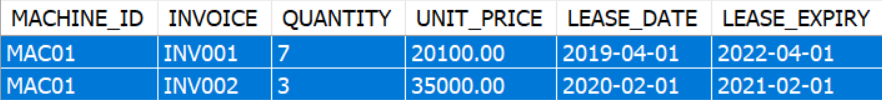 MACHINE_ID INVOICE QUANTITY UNIT_PRICE LEASE_DATE LEASE_EXPIRY
MAC01 INV001 7 20100.00 2019-04-01 2022-04-01
MAC01 INV002 3 35000.00 2020-02-01 2021-02-01